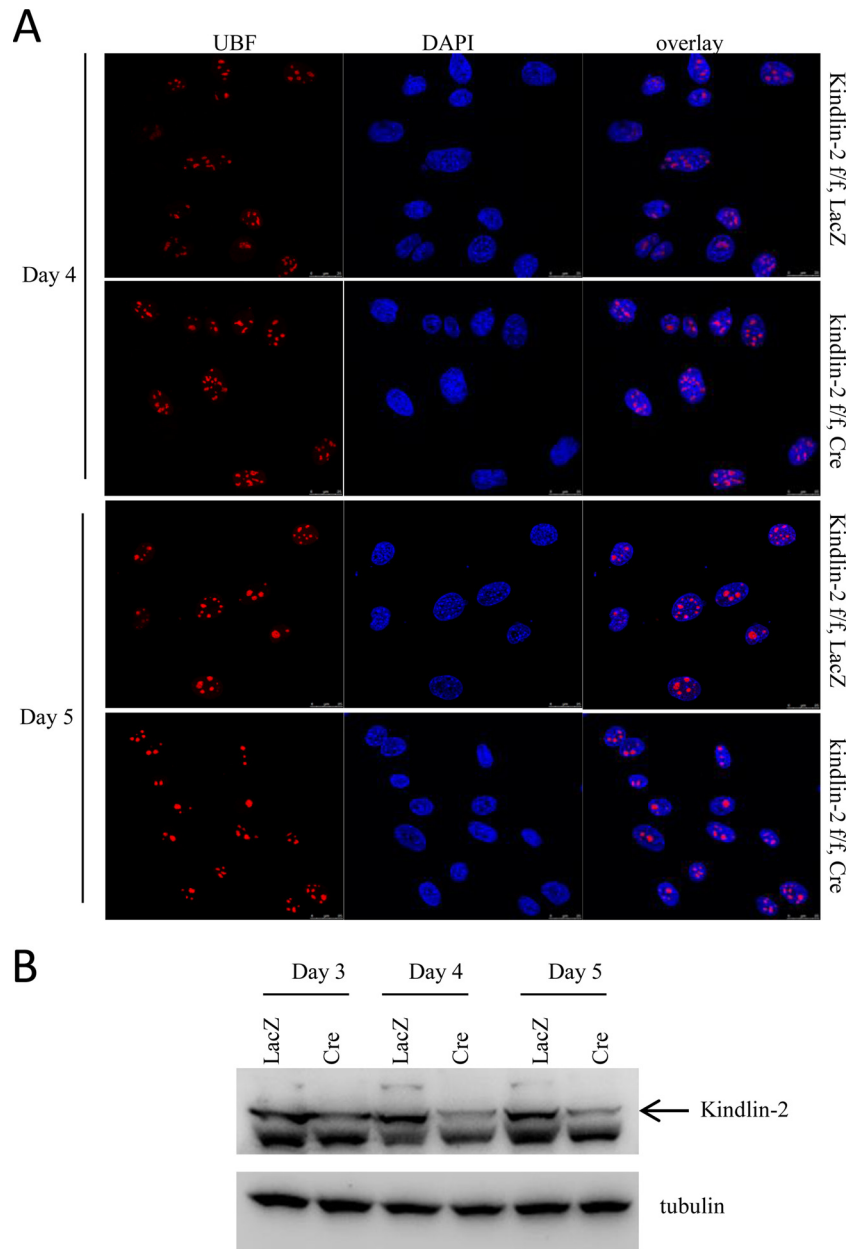 A
UBF DAPI overlay
Day 4
Kindlin-2 f/f, LacZ
kindlin-2 f/f, Cre
Day 5
Kindlin-2 f/f, LacZ
kindlin-2 f/f, Cre
B
Day 3 Day 4 Day 5
LacZ Cre LacZ Cre LacZ Cre
Kindlin-2
tubulin